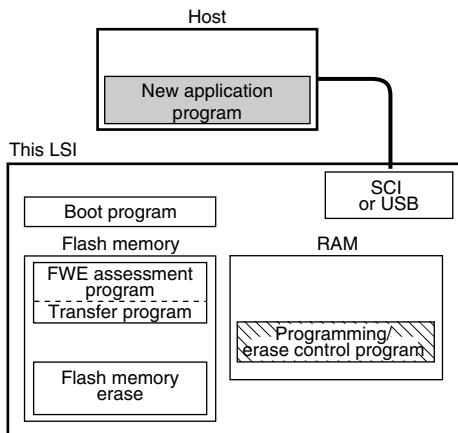 Host
New application
program
This LSI
SCI
or USB
Boot program
Flash memory
RAM
FWE assessment
program
Transfer program
Programming/
erase control program
Flash memory
erase